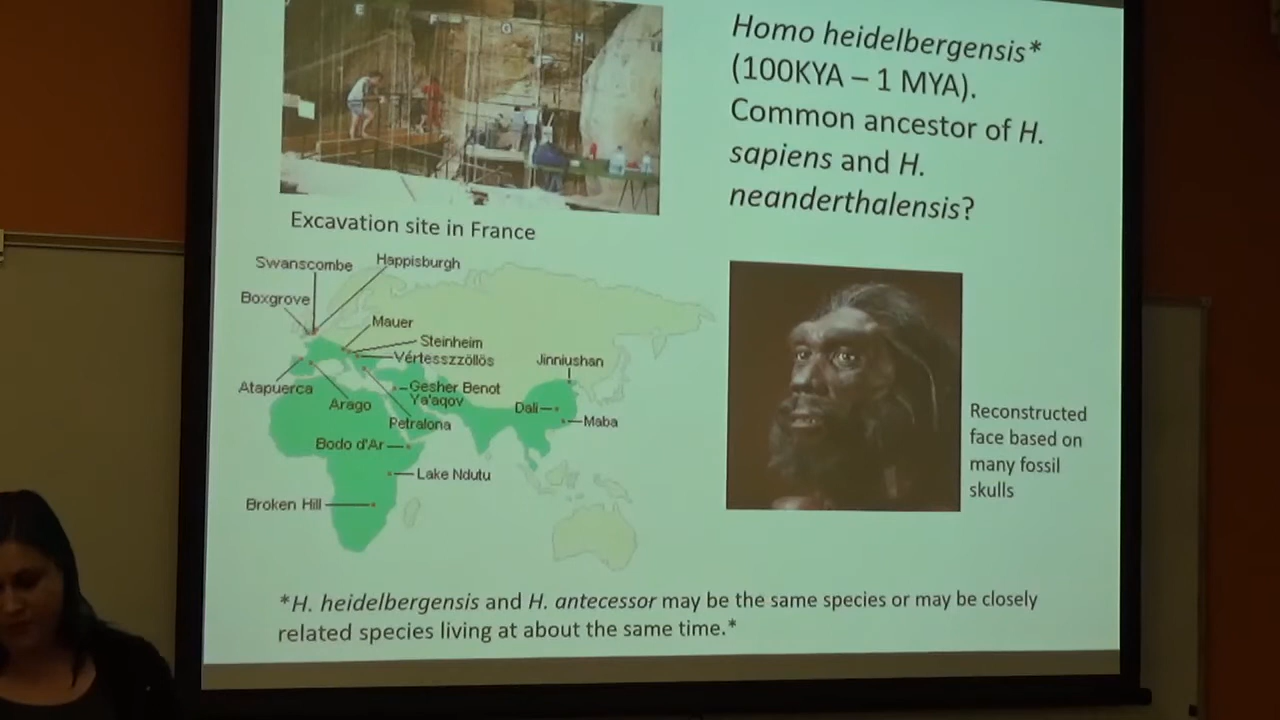 E F G H
Homo heidelbergensis*
(100KYA – 1 MYA).
Common ancestor of H.
sapiens and H.
neanderthalensis?
Excavation site in France
Swanscombe
Happisburgh
Boxgrove
Mauer
Steinheim
Vértesszzöllös
Jinniushan
Atapuerca
Gesher Benot
Ya'aqov
Arago
Dali
Petralona
Maba
Bodo d'Ar
Lake Ndutu
Broken Hill
Reconstructed
face based on
many fossil
skulls
*H. heidelbergensis and H. antecessor may be the same species or may be closely
related species living at about the same time.*